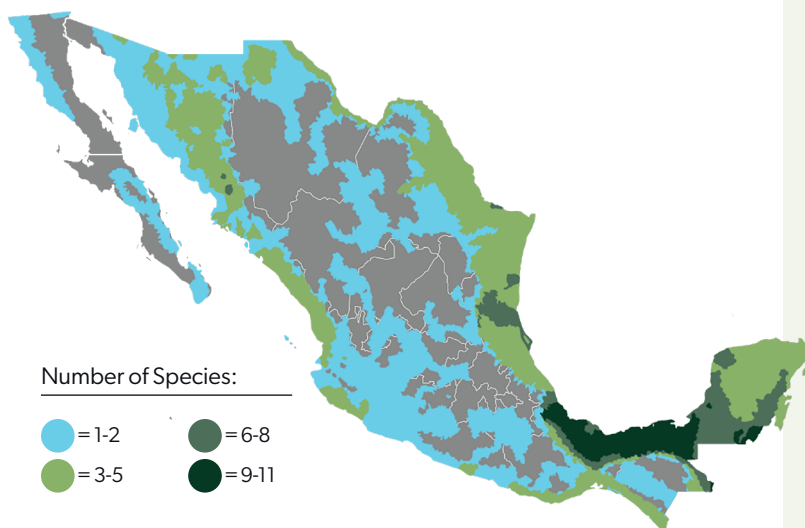 Number of Species:
= 1-2
= 6-8
= 3-5
= 9-11